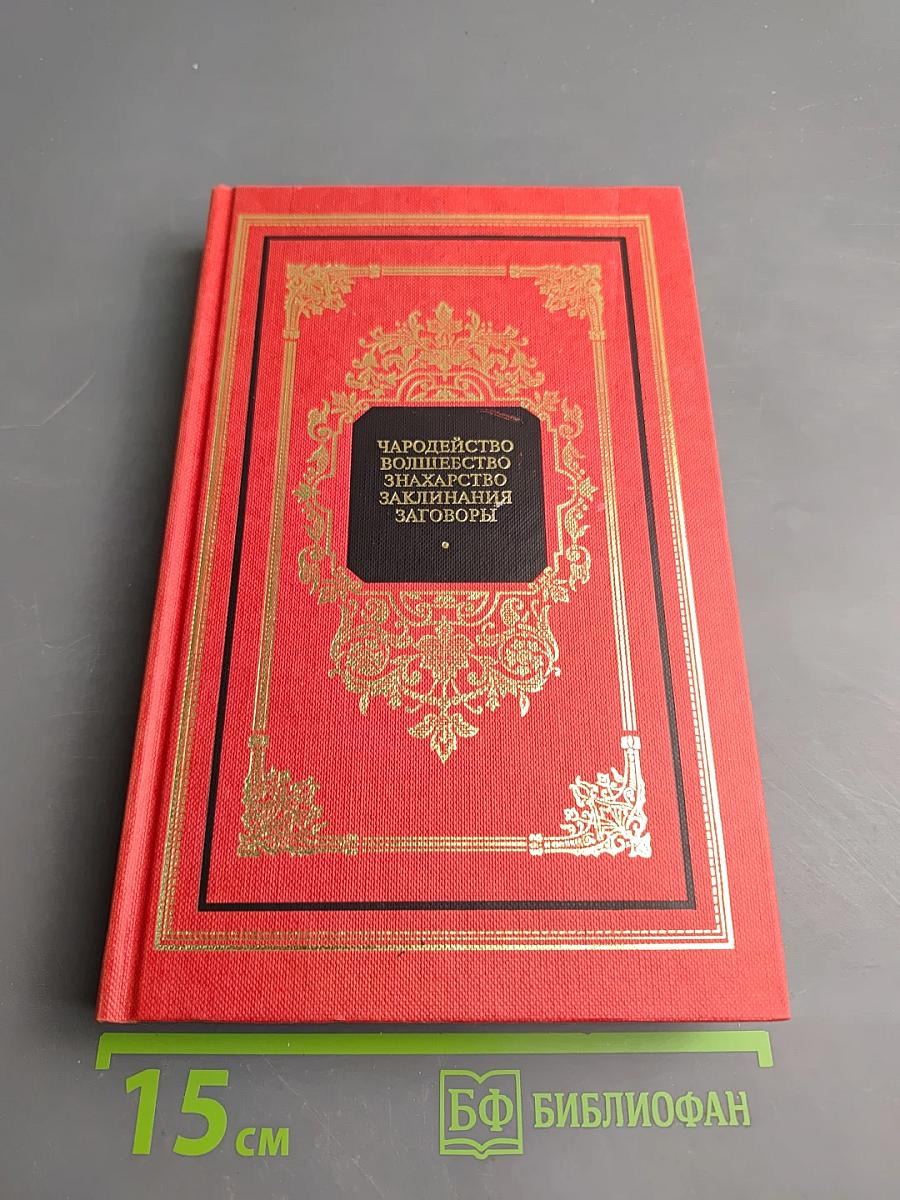 ЧАРОДЕЙСТВО
ВОЛШЕБСТВО
ЗНАХАРСТВО
ЗАКЛИНАНИЯ
ЗАГОВОРЫ
15 см
БФ БИБЛИОФАН